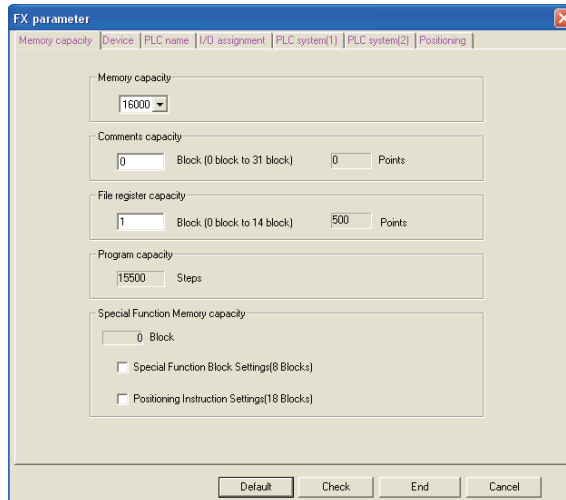 FX parameter
Memory capacity Device PLC name I/O assignment PLC system(1) PLC system(2) Positioning
Memory capacity
16000
Comments capacity
0 Block (0 block to 31 block) 0 Points
File register capacity
1 Block (0 block to 14 block) 500 Points
Program capacity
15500 Steps
Special Function Memory capacity
0 Block
Special Function Block Settings(8 Blocks)
Positioning Instruction Settings(18 Blocks)
Default Check End Cancel